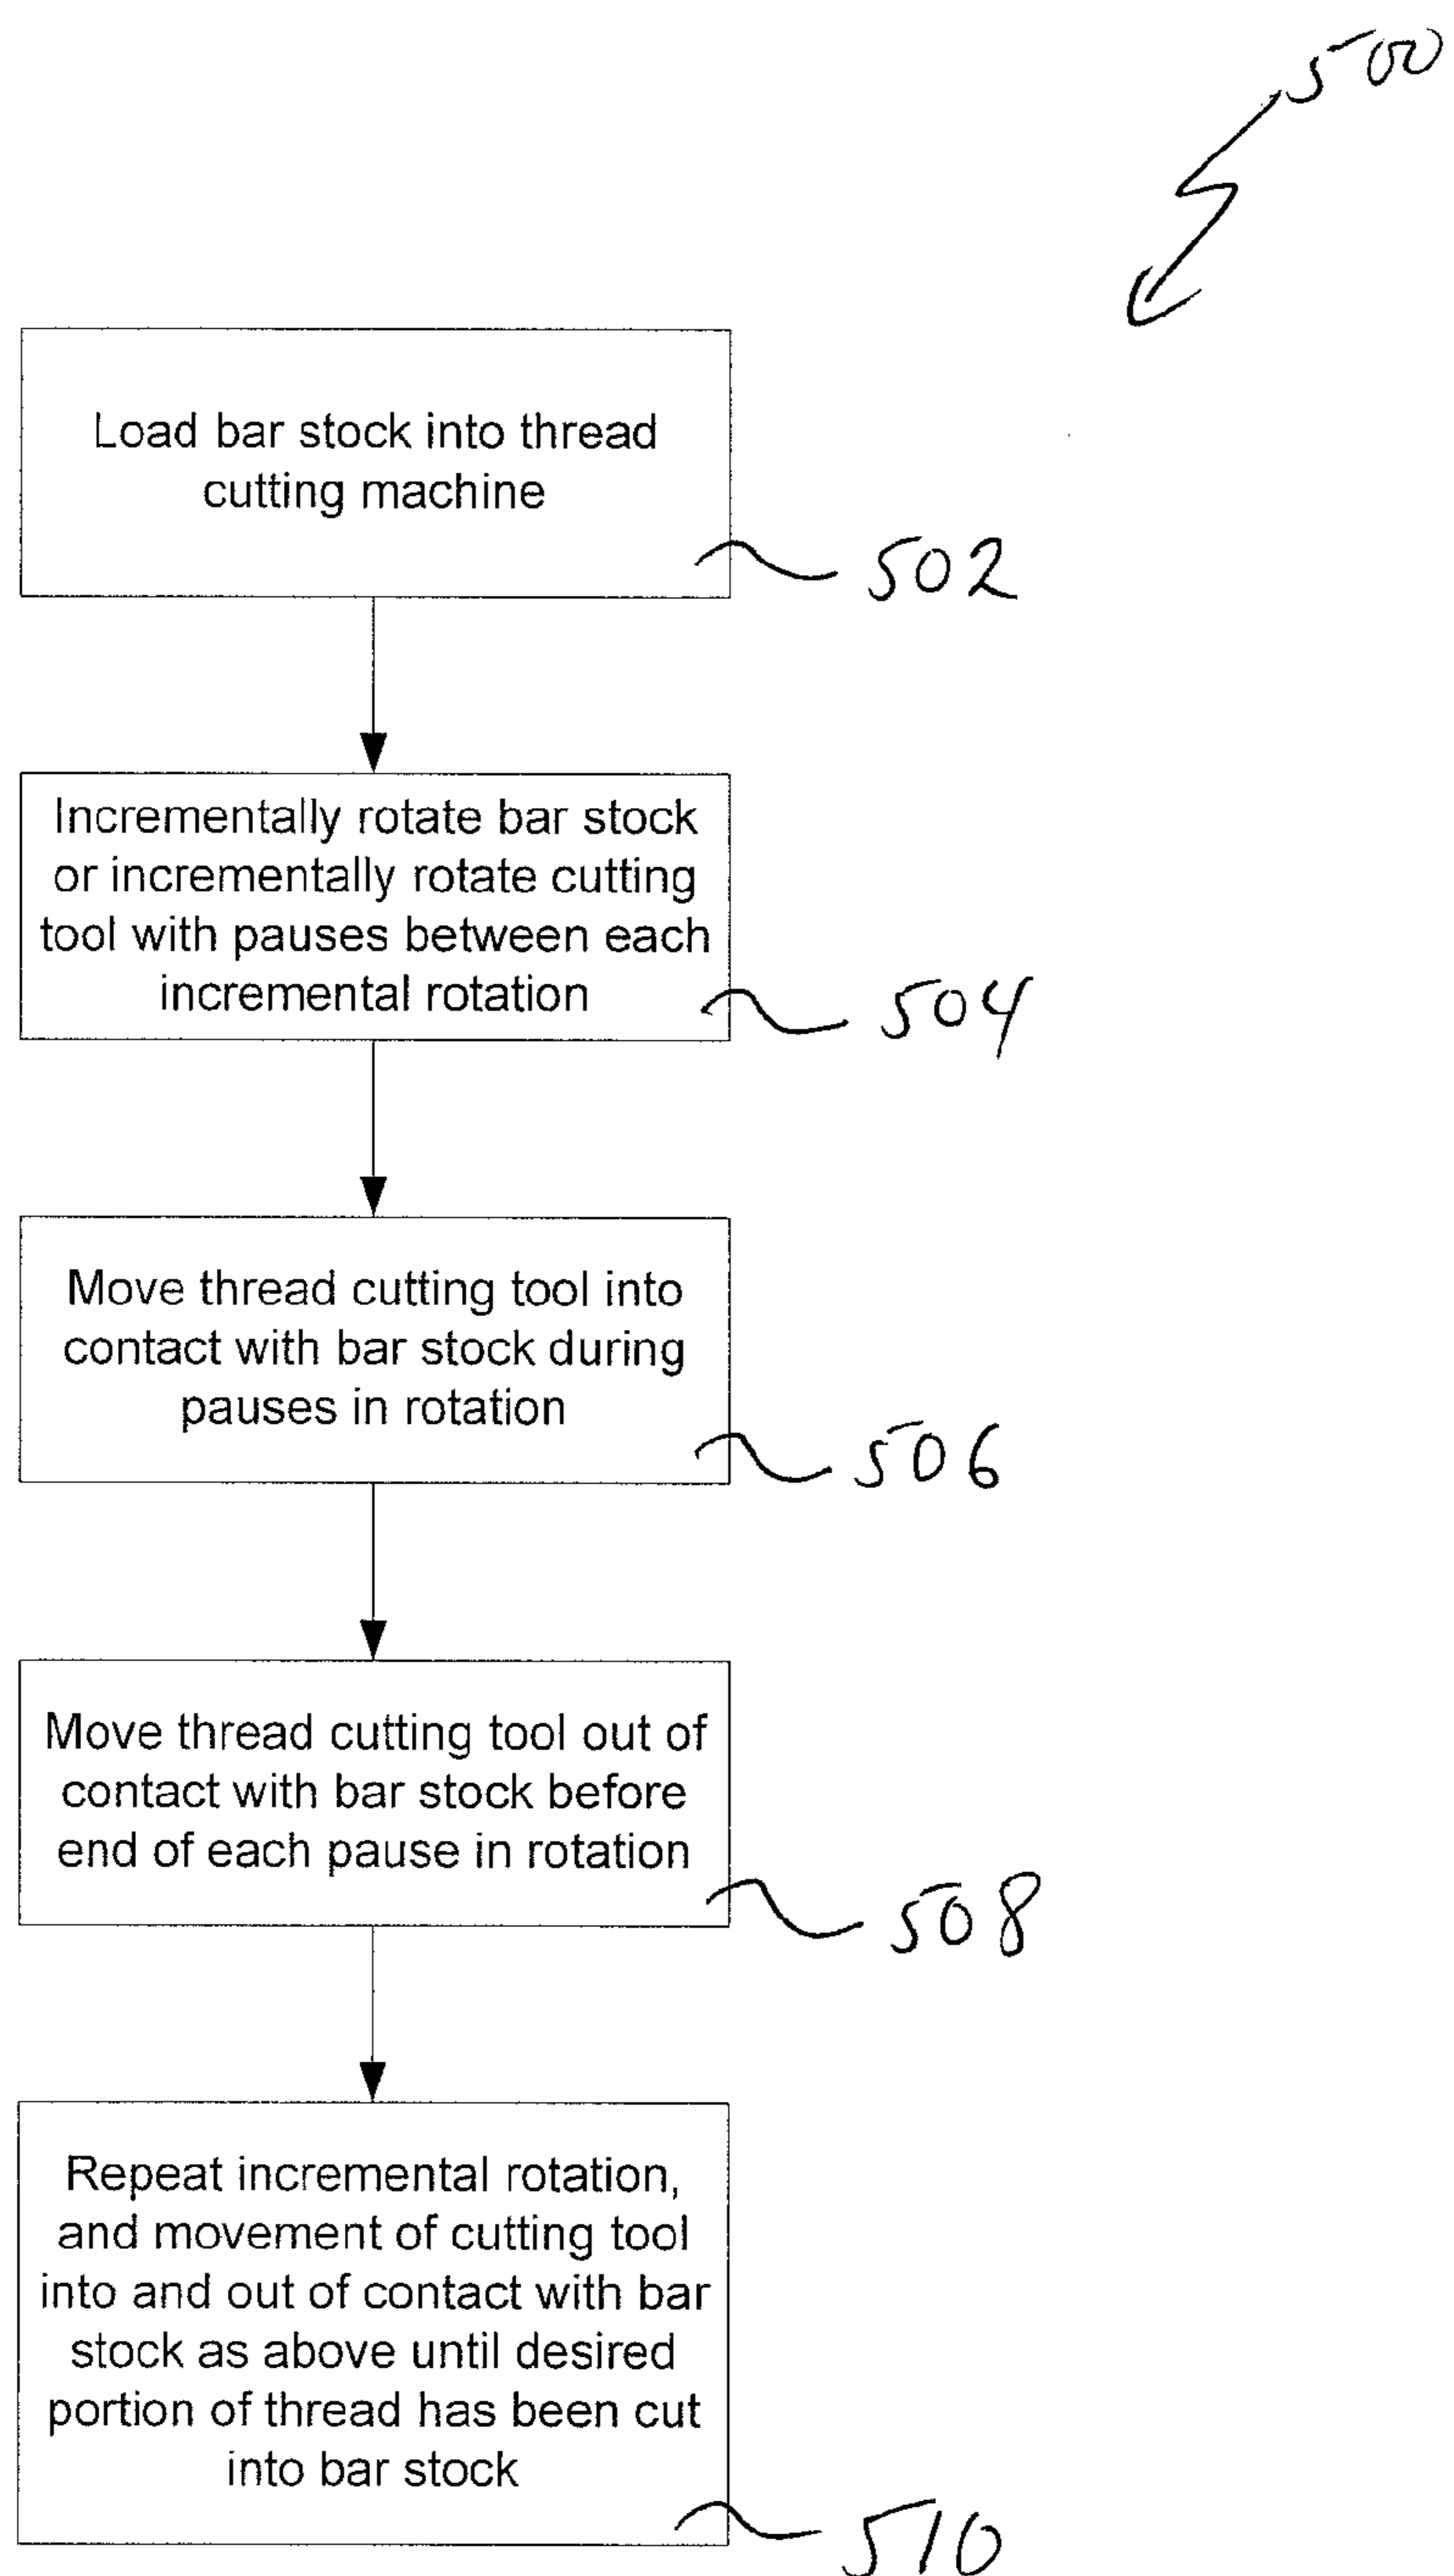 500
Load bar stock into thread
cutting machine
502
Incrementally rotate bar stock
or incrementally rotate cutting
tool with pauses between each
incremental rotation
504
Move thread cutting tool into
contact with bar stock during
pauses in rotation
506
Move thread cutting tool out of
contact with bar stock before
end of each pause in rotation
508
Repeat incremental rotation,
and movement of cutting tool
into and out of contact with bar
stock as above until desired
portion of thread has been cut
into bar stock
510